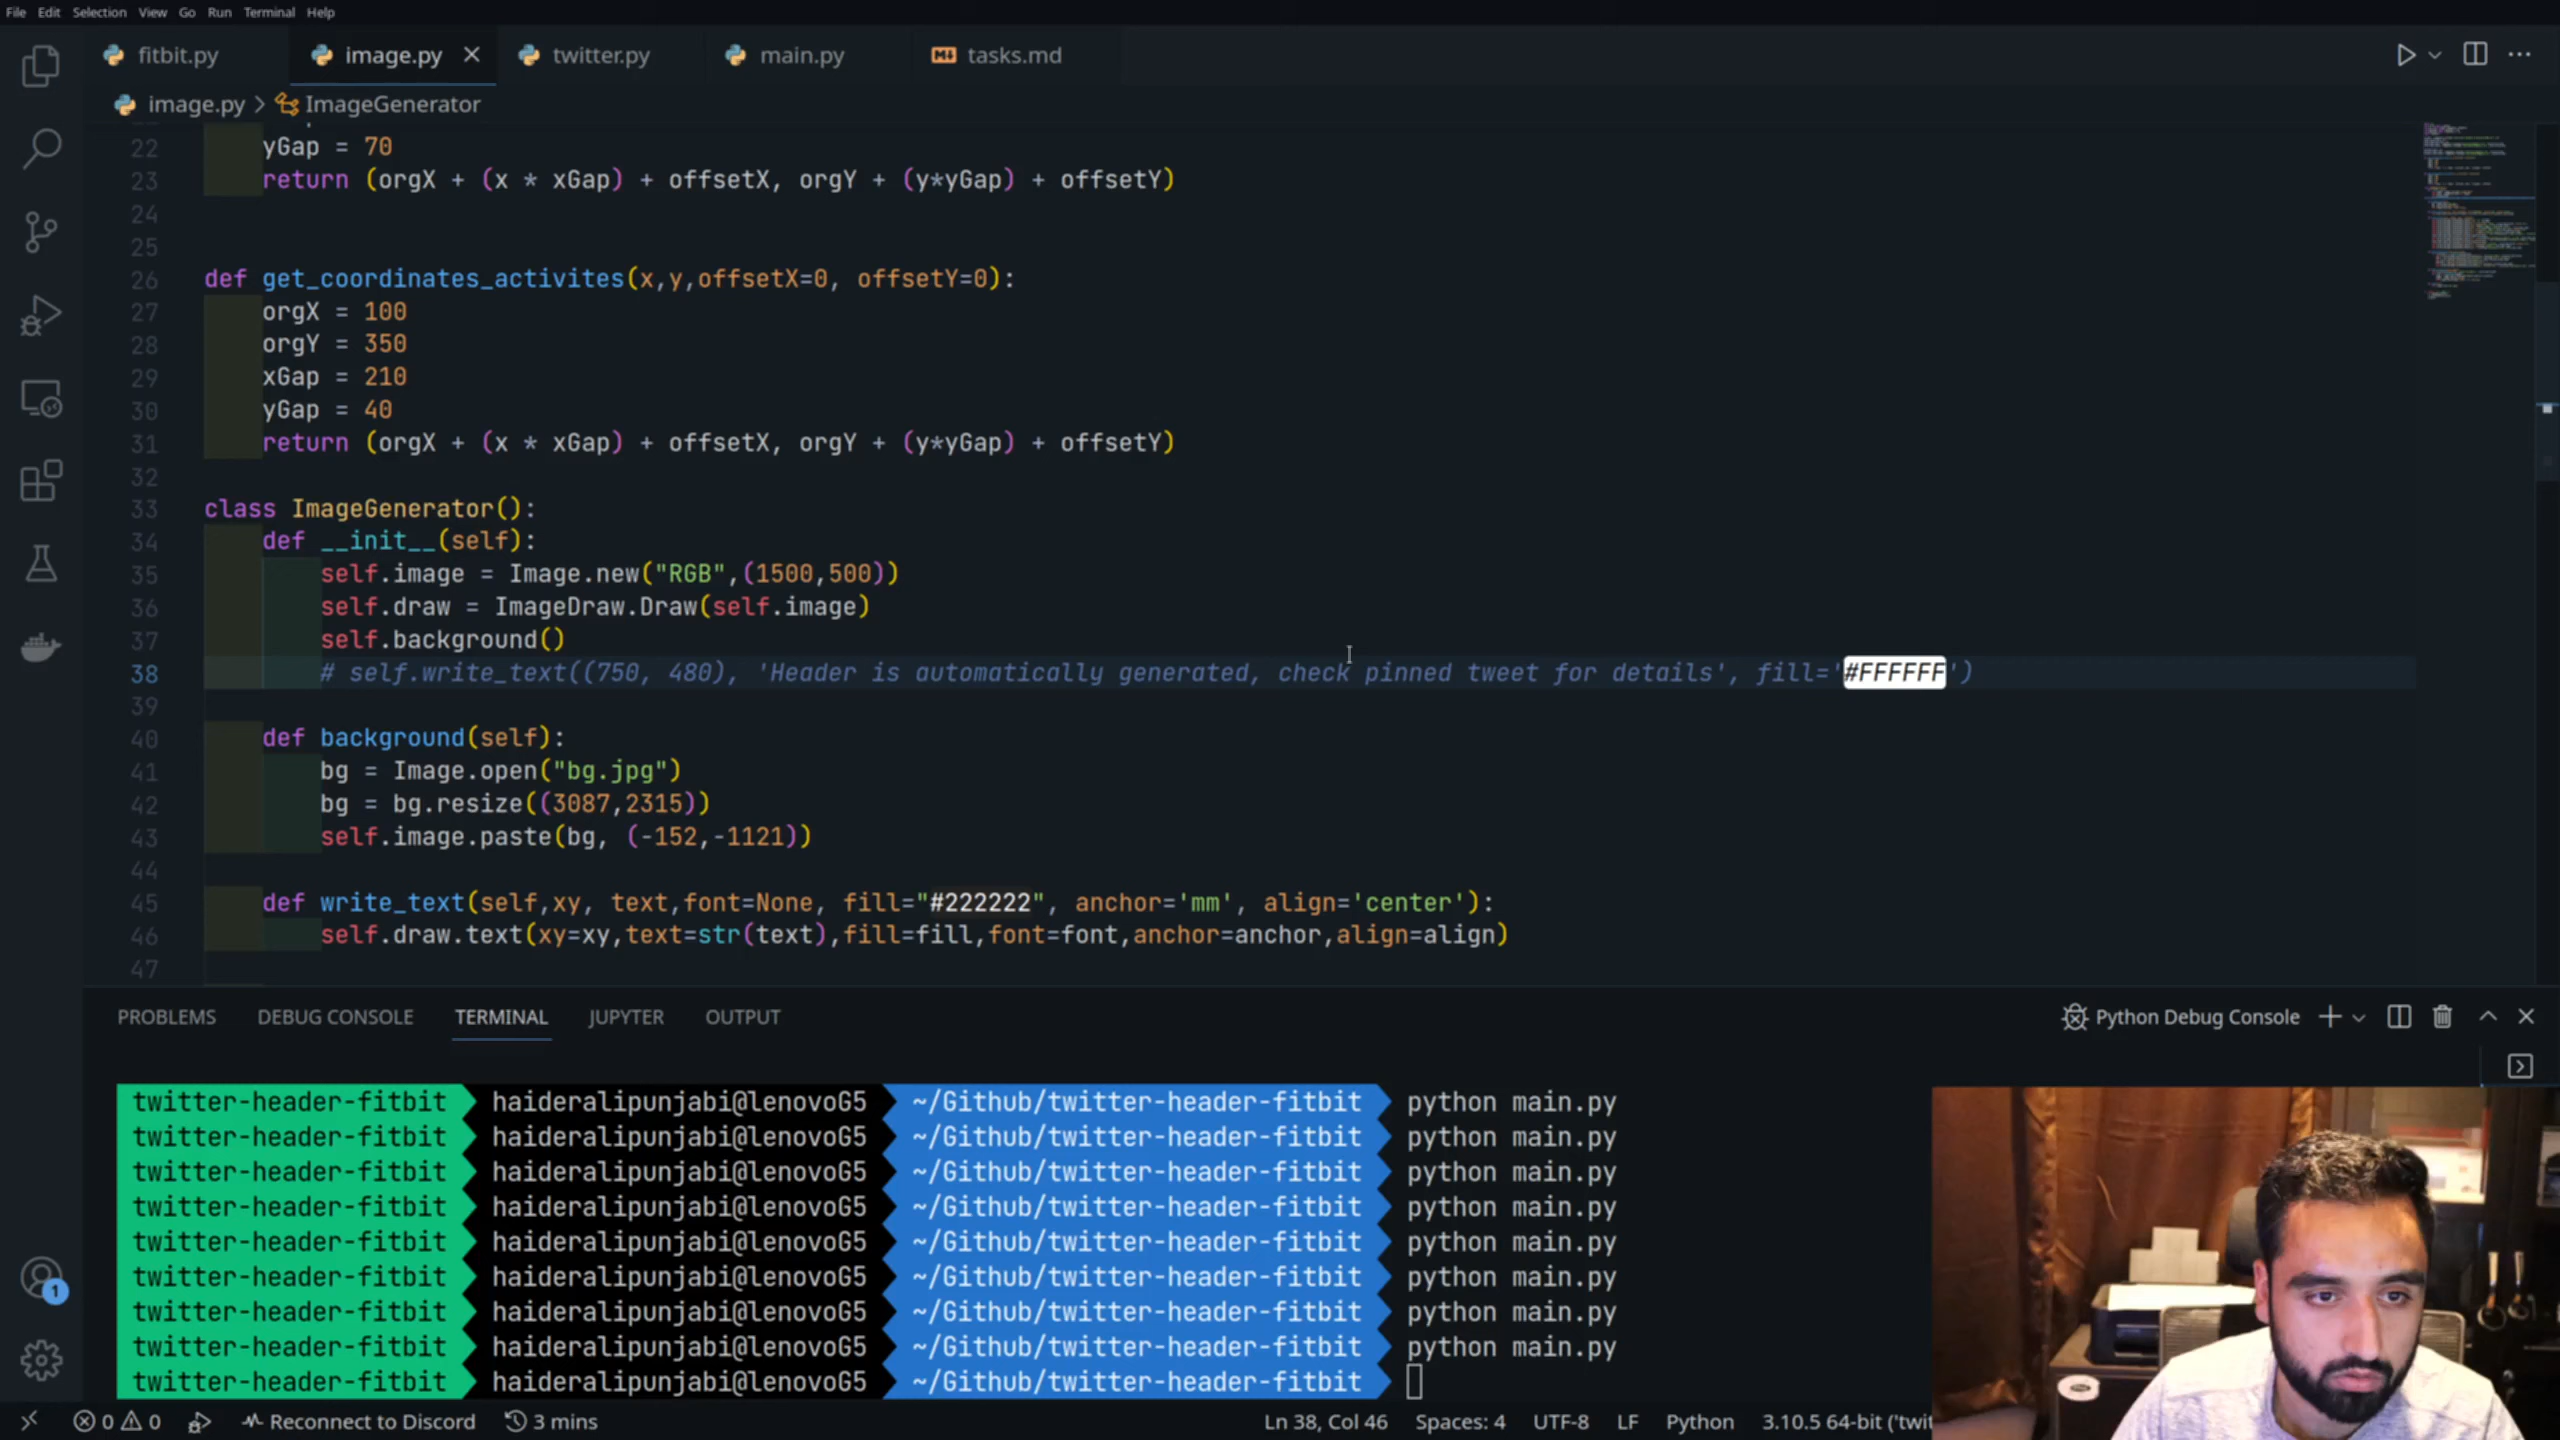 File Edit Selection View Go Run Terminal Help
fitbit.py image.py twitter.py main.py tasks.md
image.py > ImageGenerator
22 yGap = 70
23 return (orgX + (x * xGap) + offsetX, orgY + (y*yGap) + offsetY)
24
25
26 def get_coordinates_activites(x,y,offsetX=0, offsetY=0):
27 orgX = 100
28 orgY = 350
29 xGap = 210
30 yGap = 40
31 return (orgX + (x * xGap) + offsetX, orgY + (y*yGap) + offsetY)
32
33 class ImageGenerator():
34 def __init__(self):
35 self.image = Image.new("RGB",(1500,500))
36 self.draw = ImageDraw.Draw(self.image)
37 self.background()
38 # self.write_text((750, 480), 'Header is automatically generated, check pinned tweet for details', fill='#FFFFFF')
39
40 def background(self):
41 bg = Image.open("bg.jpg")
42 bg = bg.resize((3087,2315))
43 self.image.paste(bg, (-152,-1121))
44
45 def write_text(self,xy, text,font=None, fill="#222222", anchor='mm', align='center'):
46 self.draw.text(xy=xy,text=str(text),fill=fill,font=font,anchor=anchor,align=align)
47
PROBLEMS DEBUG CONSOLE TERMINAL JUPYTER OUTPUT Python Debug Console
twitter-header-fitbit haideralipunjabi@lenovoG5 ~/Github/twitter-header-fitbit python main.py
twitter-header-fitbit haideralipunjabi@lenovoG5 ~/Github/twitter-header-fitbit python main.py
twitter-header-fitbit haideralipunjabi@lenovoG5 ~/Github/twitter-header-fitbit python main.py
twitter-header-fitbit haideralipunjabi@lenovoG5 ~/Github/twitter-header-fitbit python main.py
twitter-header-fitbit haideralipunjabi@lenovoG5 ~/Github/twitter-header-fitbit python main.py
twitter-header-fitbit haideralipunjabi@lenovoG5 ~/Github/twitter-header-fitbit python main.py
twitter-header-fitbit haideralipunjabi@lenovoG5 ~/Github/twitter-header-fitbit python main.py
twitter-header-fitbit haideralipunjabi@lenovoG5 ~/Github/twitter-header-fitbit python main.py
twitter-header-fitbit haideralipunjabi@lenovoG5 ~/Github/twitter-header-fitbit
1
0 0 Reconnect to Discord 3 mins Ln 38, Col 46 Spaces: 4 UTF-8 LF Python 3.10.5 64-bit ('twit